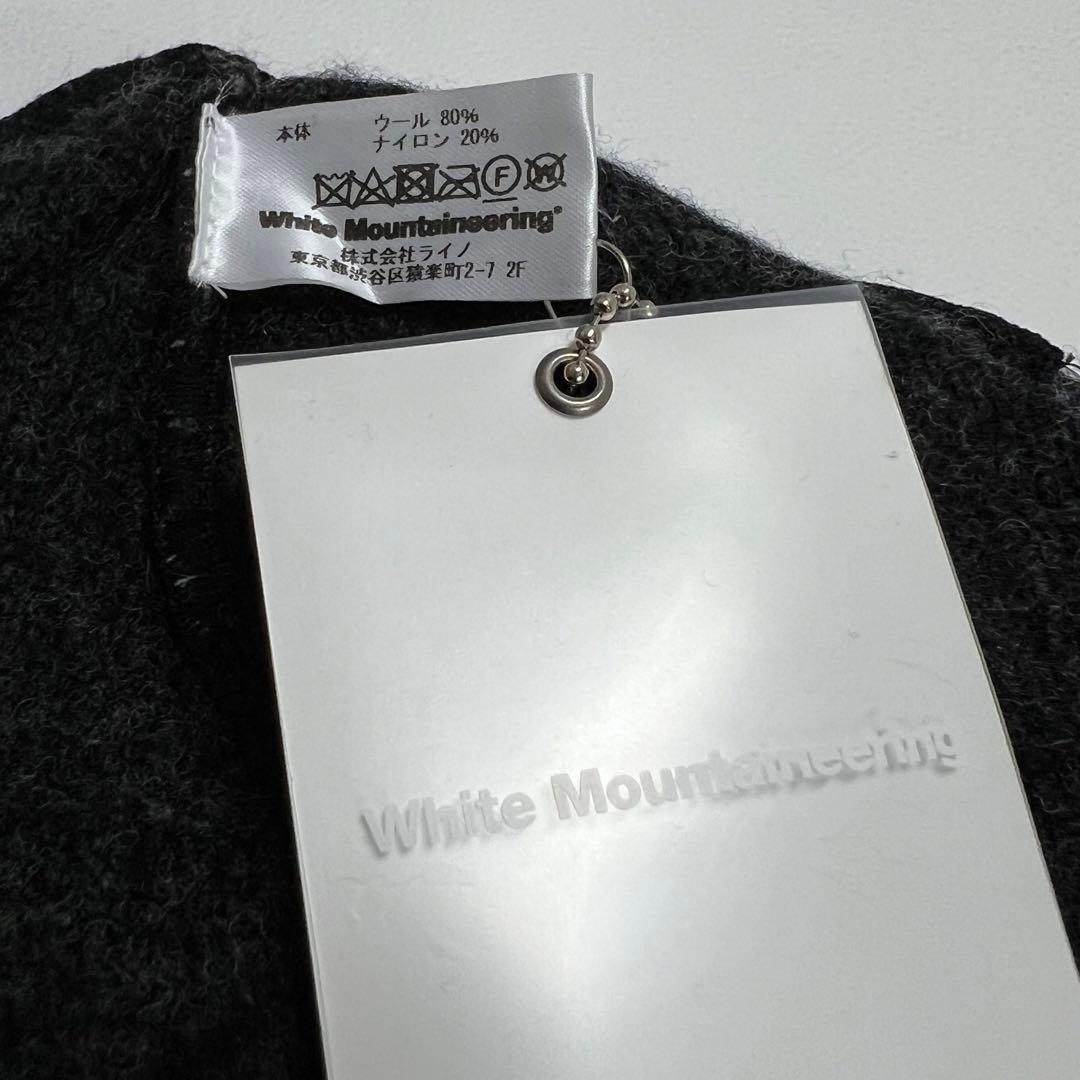 本体 ウール 80%
ナイロン 20%
F W
White Mountaineering®
株式会社ライノ
東京都渋谷区猿楽町2-7 2F
White Mountaineering